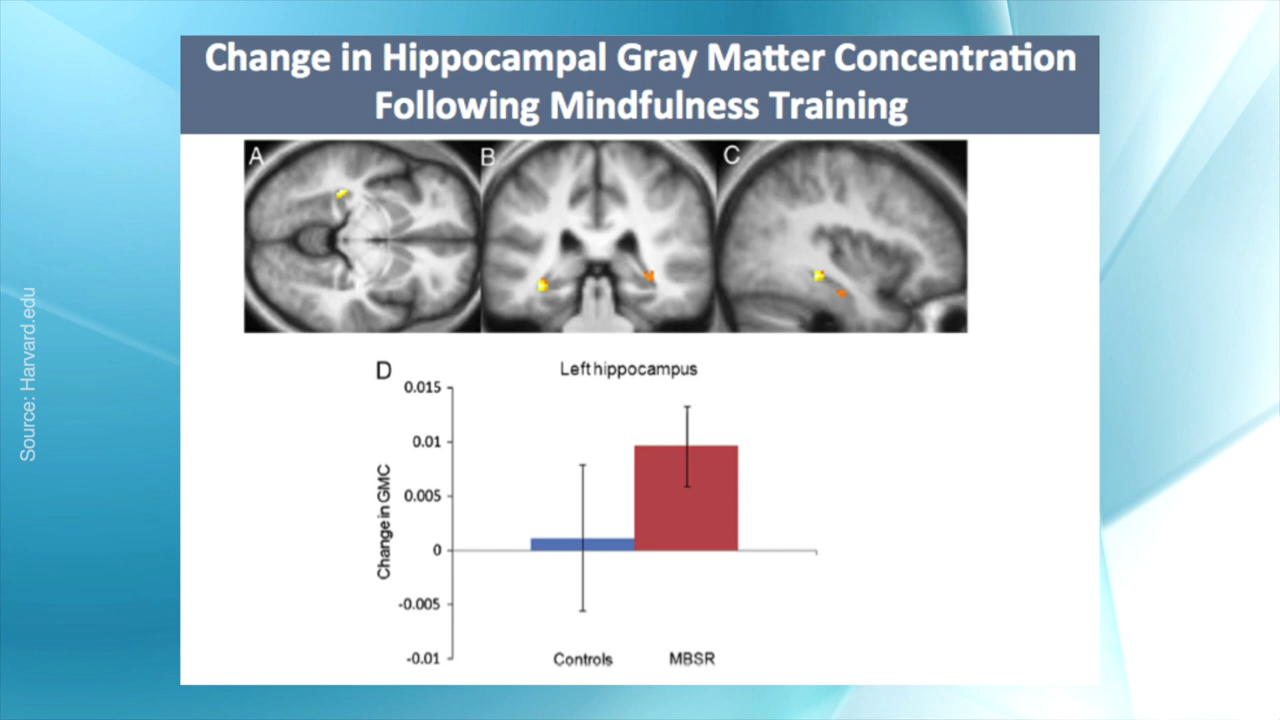 Change in Hippocampal Gray Matter Concentration
Following Mindfulness Training
A
B
C
Source: Harvard.edu
D
Left hippocampus
0.015
0.01
0.005
0
-0.005
-0.01
Change in GMC
Controls
MBSR